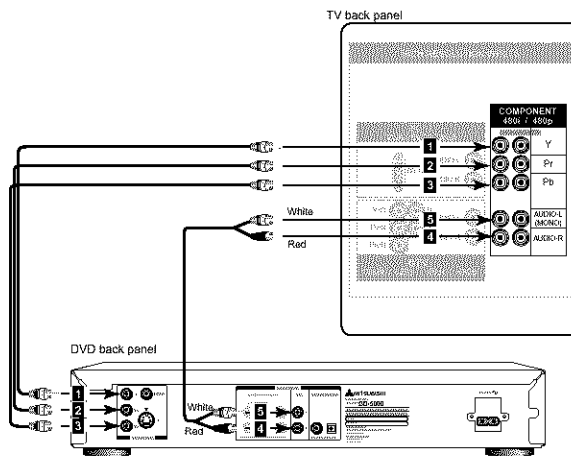 TV back panel
COMPONENT
480i / 480p
1
Y
2
Pr
3
Pb
White
5
AUDIO-L
(MONO)
Red
4
AUDIO-R
DVD back panel
1
2
3
White
5
Red
4
MITSUBISHI